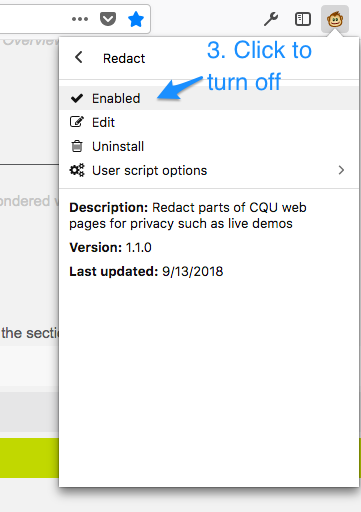 Overview
3. Click to
turn off
Redact
Enabled
Edit
Uninstall
User script options
ondered
the section
Description: Redact parts of CQU web
pages for privacy such as live demos
Version: 1.1.0
Last updated: 9/13/2018